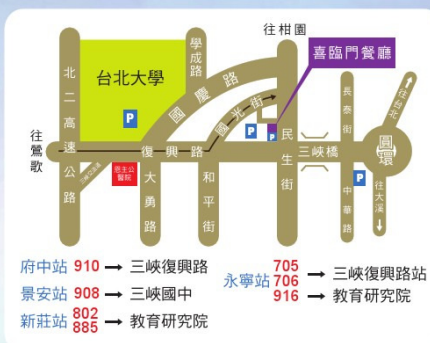 往柑園
喜臨門餐廳
台北大學
學成路
國慶路
國光街
P
P
P
P
北二高速公路
往鶯歌
復興路
恩主公
醫院
大勇路
和平街
民生街
三峽橋
長泰街
中華路
圓環
往台北
往大溪
府中站 910 → 三峽復興路
景安站 908 → 三峽國中
新莊站 802 885 → 教育研究院
永寧站 705 706 → 三峽復興路站
916 → 教育研究院